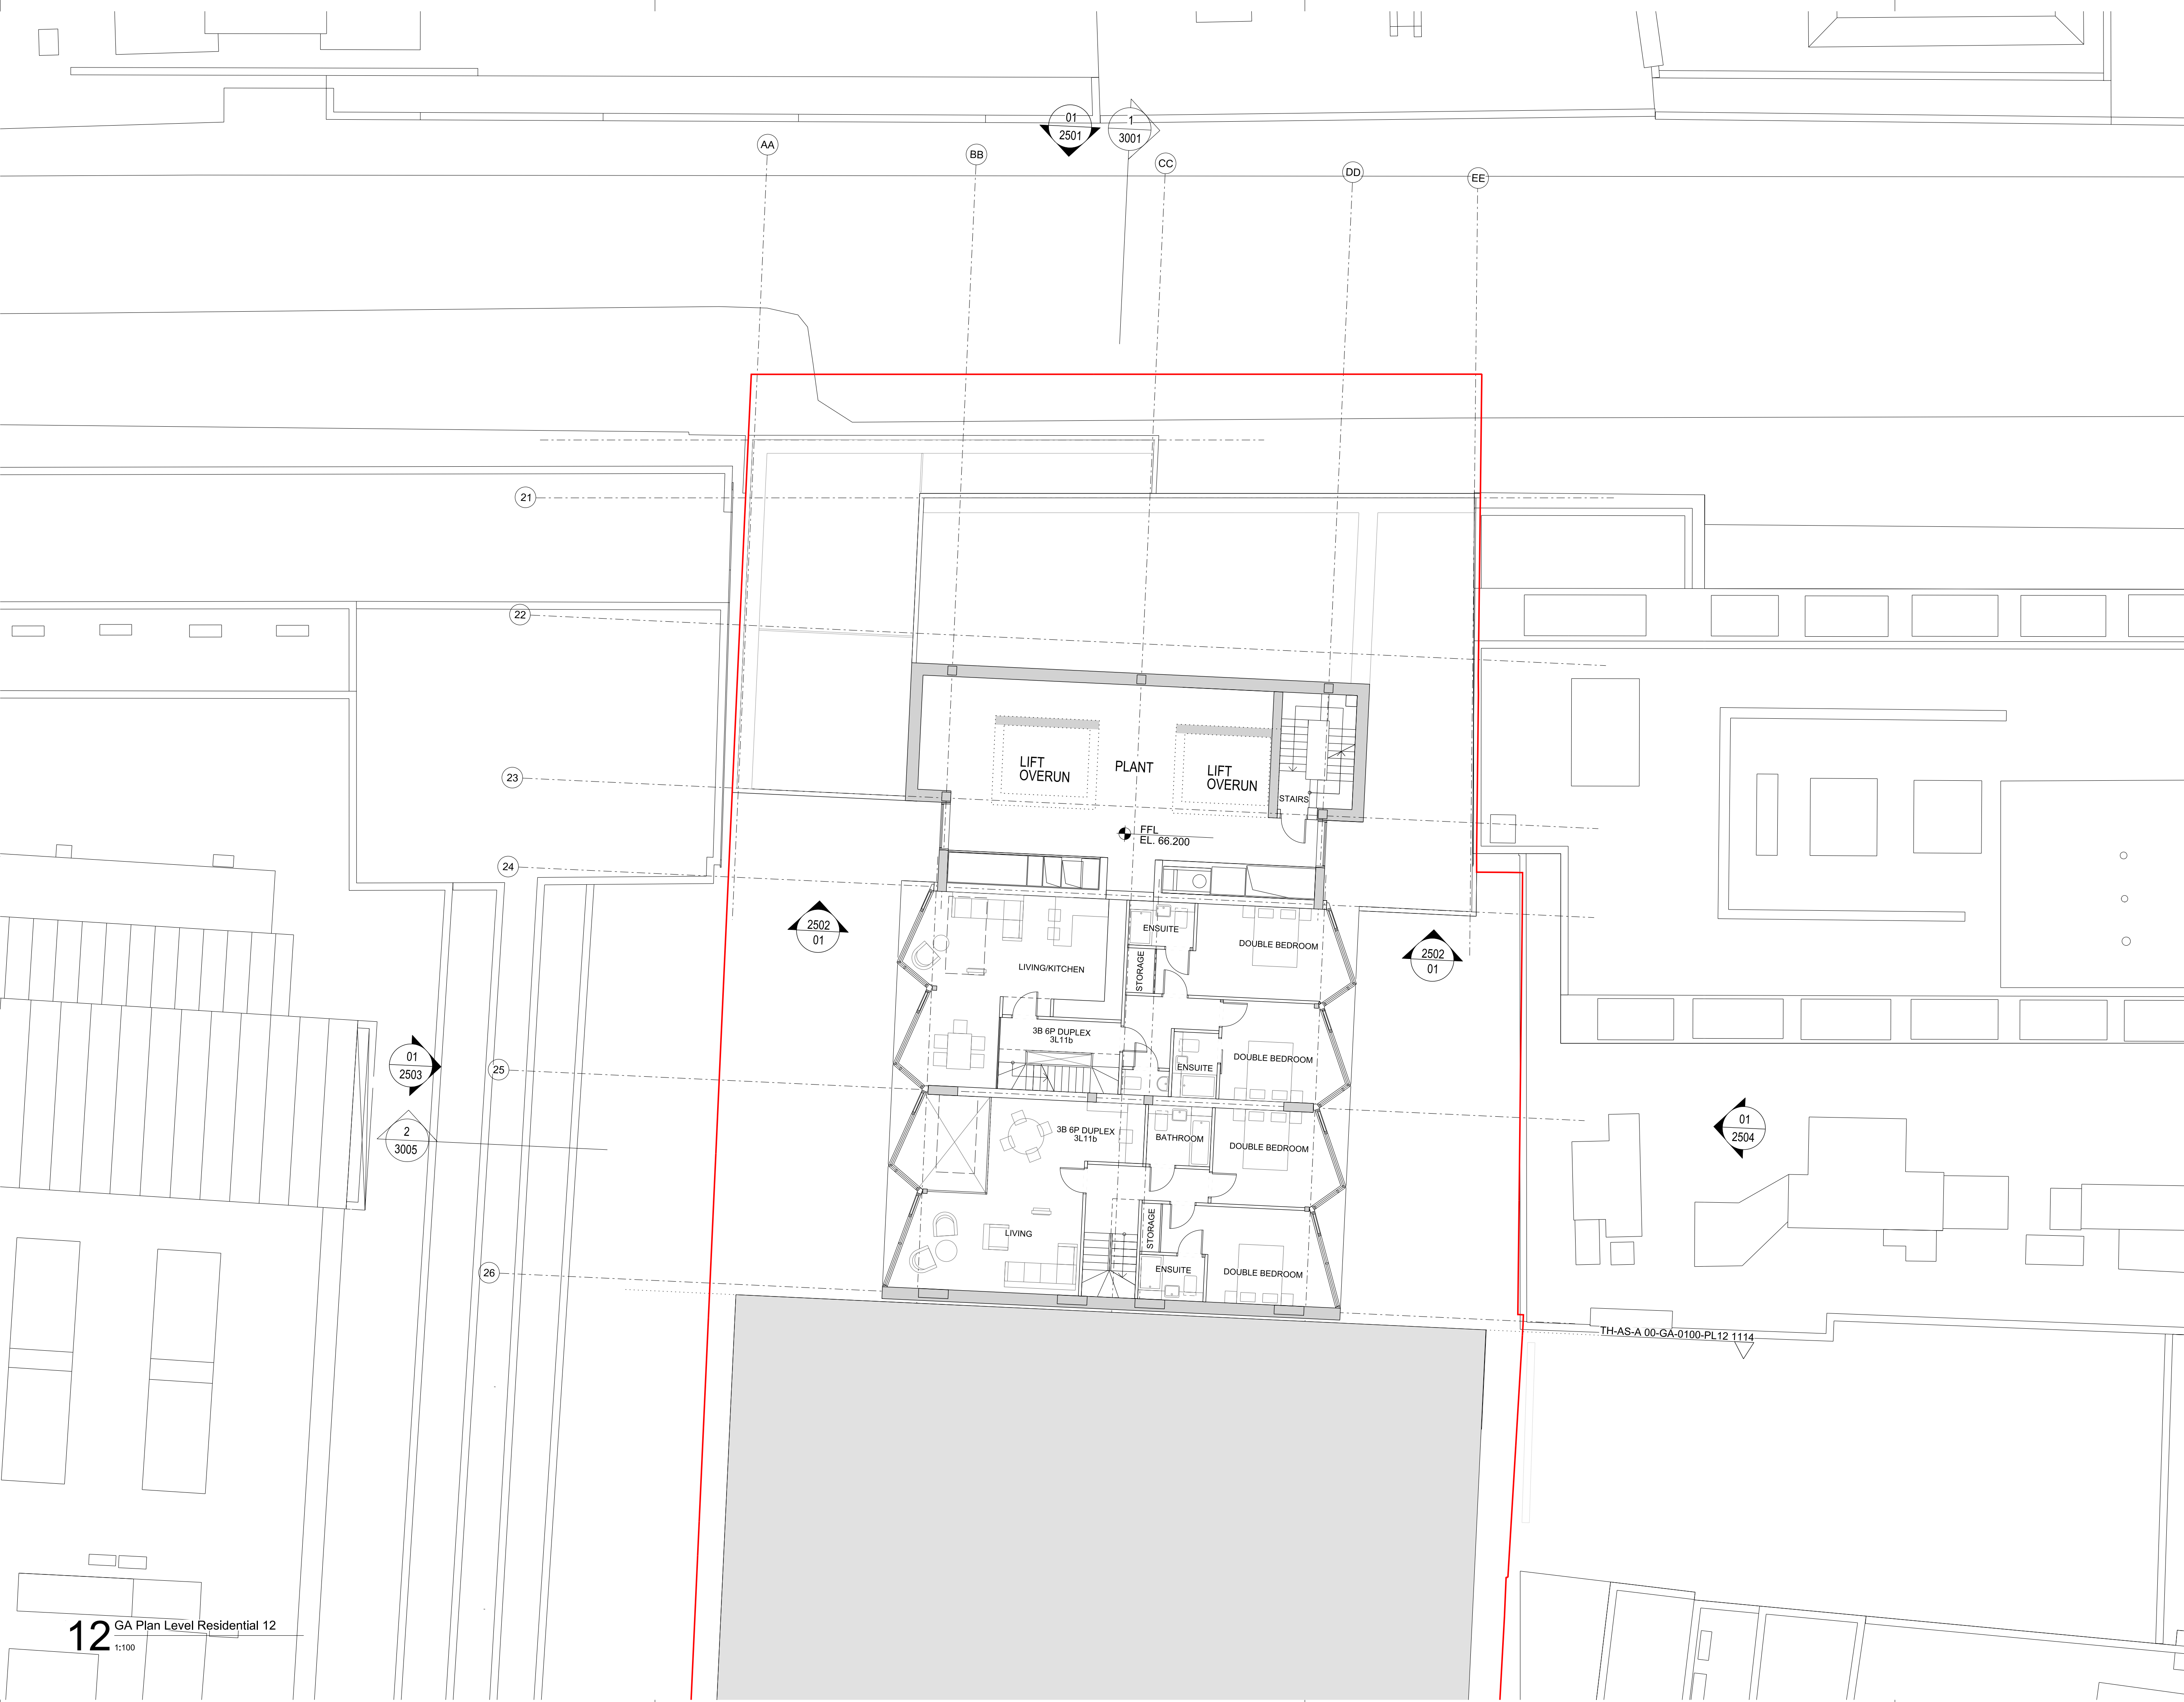 01
2501
1
3001
AA
BB
CC
DD
EE
21
22
23
24
25
26
LIFT
OVERUN
PLANT
LIFT
OVERUN
STAIRS
FFL
EL. 66.200
2502
01
2502
01
ENSUITE
DOUBLE BEDROOM
LIVING/KITCHEN
STORAGE
3B 6P DUPLEX
3L11b
DOUBLE BEDROOM
ENSUITE
01
2503
2
3005
3B 6P DUPLEX
3L11b
BATHROOM
DOUBLE BEDROOM
01
2504
LIVING
STORAGE
ENSUITE
DOUBLE BEDROOM
TH-AS-A 00-GA-0100-PL12 1114
12
GA Plan Level Residential 12
1:100